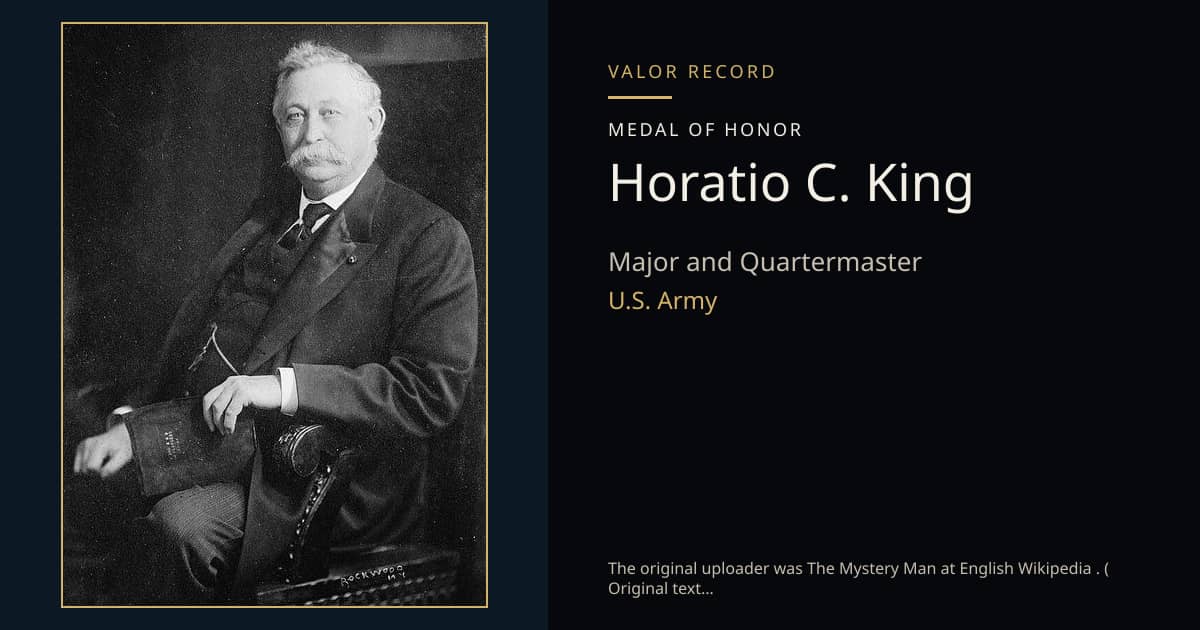 VALOR RECORD
MEDAL OF HONOR
Horatio C. King
Major and Quartermaster
U.S. Army
The original uploader was The Mystery Man at English Wikipedia . (
Original text...
ROCKWOOD
N.Y.